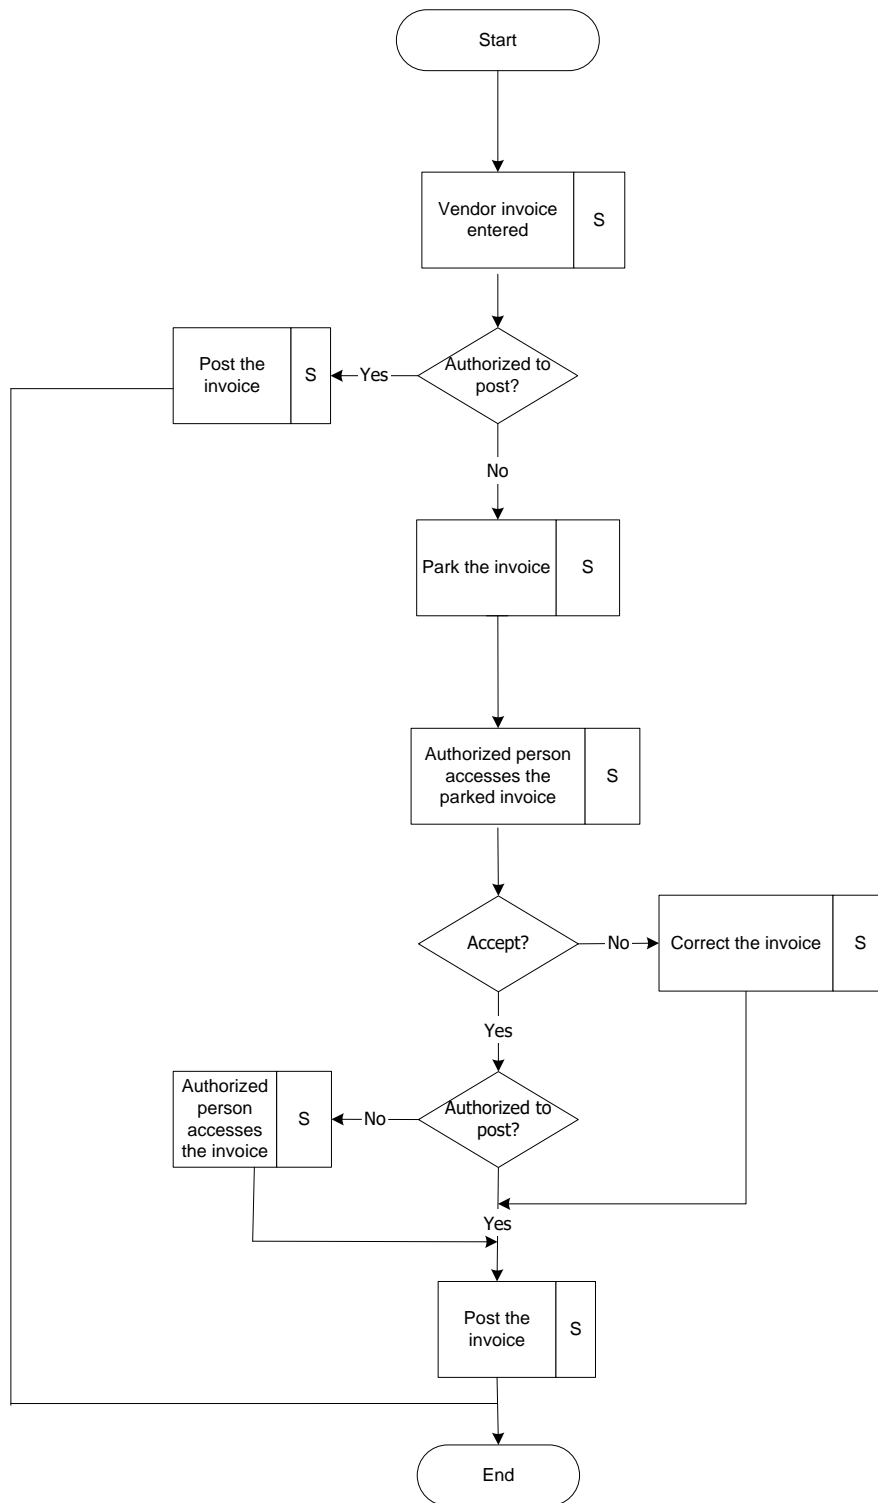 Start
Vendor invoice
entered
S
Authorized to
post?
Yes
Post the
invoice
S
No
Park the invoice
S
Authorized person
accesses the
parked invoice
S
Accept?
No
Correct the invoice
S
Yes
Authorized to
post?
No
Authorized
person
accesses
the invoice
S
Yes
Post the
invoice
S
End